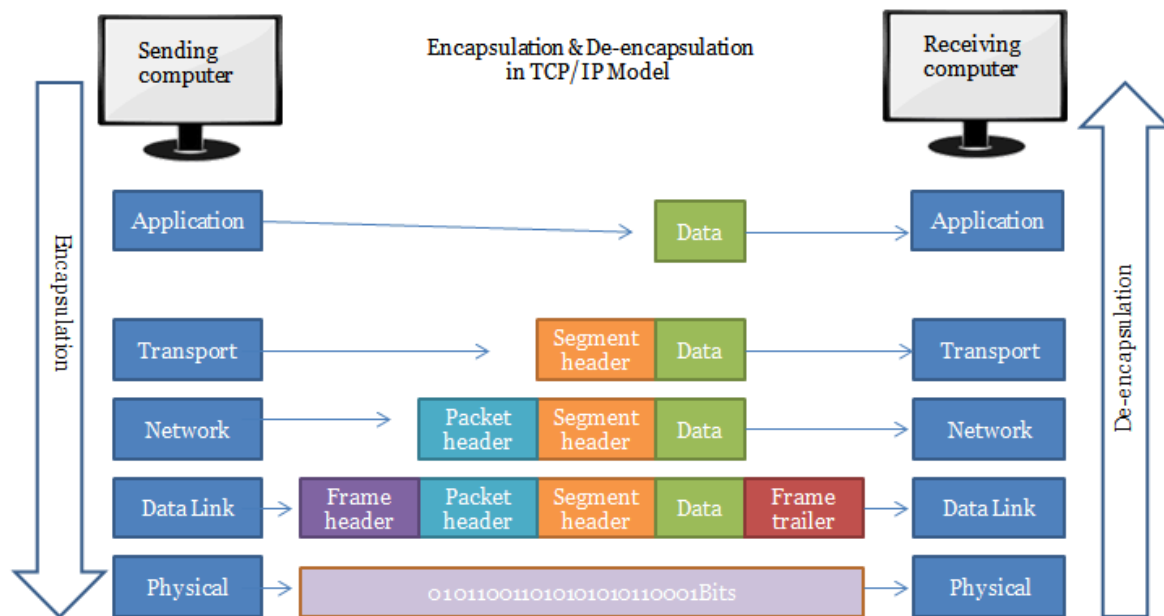 Sending
computer
Encapsulation & De-encapsulation
in TCP/IP Model
Receiving
computer
Encapsulation
De-encapsulation
Application
Data
Application
Transport
Segment
header
Data
Transport
Network
Packet
header
Segment
header
Data
Network
Data Link
Frame
header
Packet
header
Segment
header
Data
Frame
trailer
Data Link
Physical
0101100110101010110001Bits
Physical